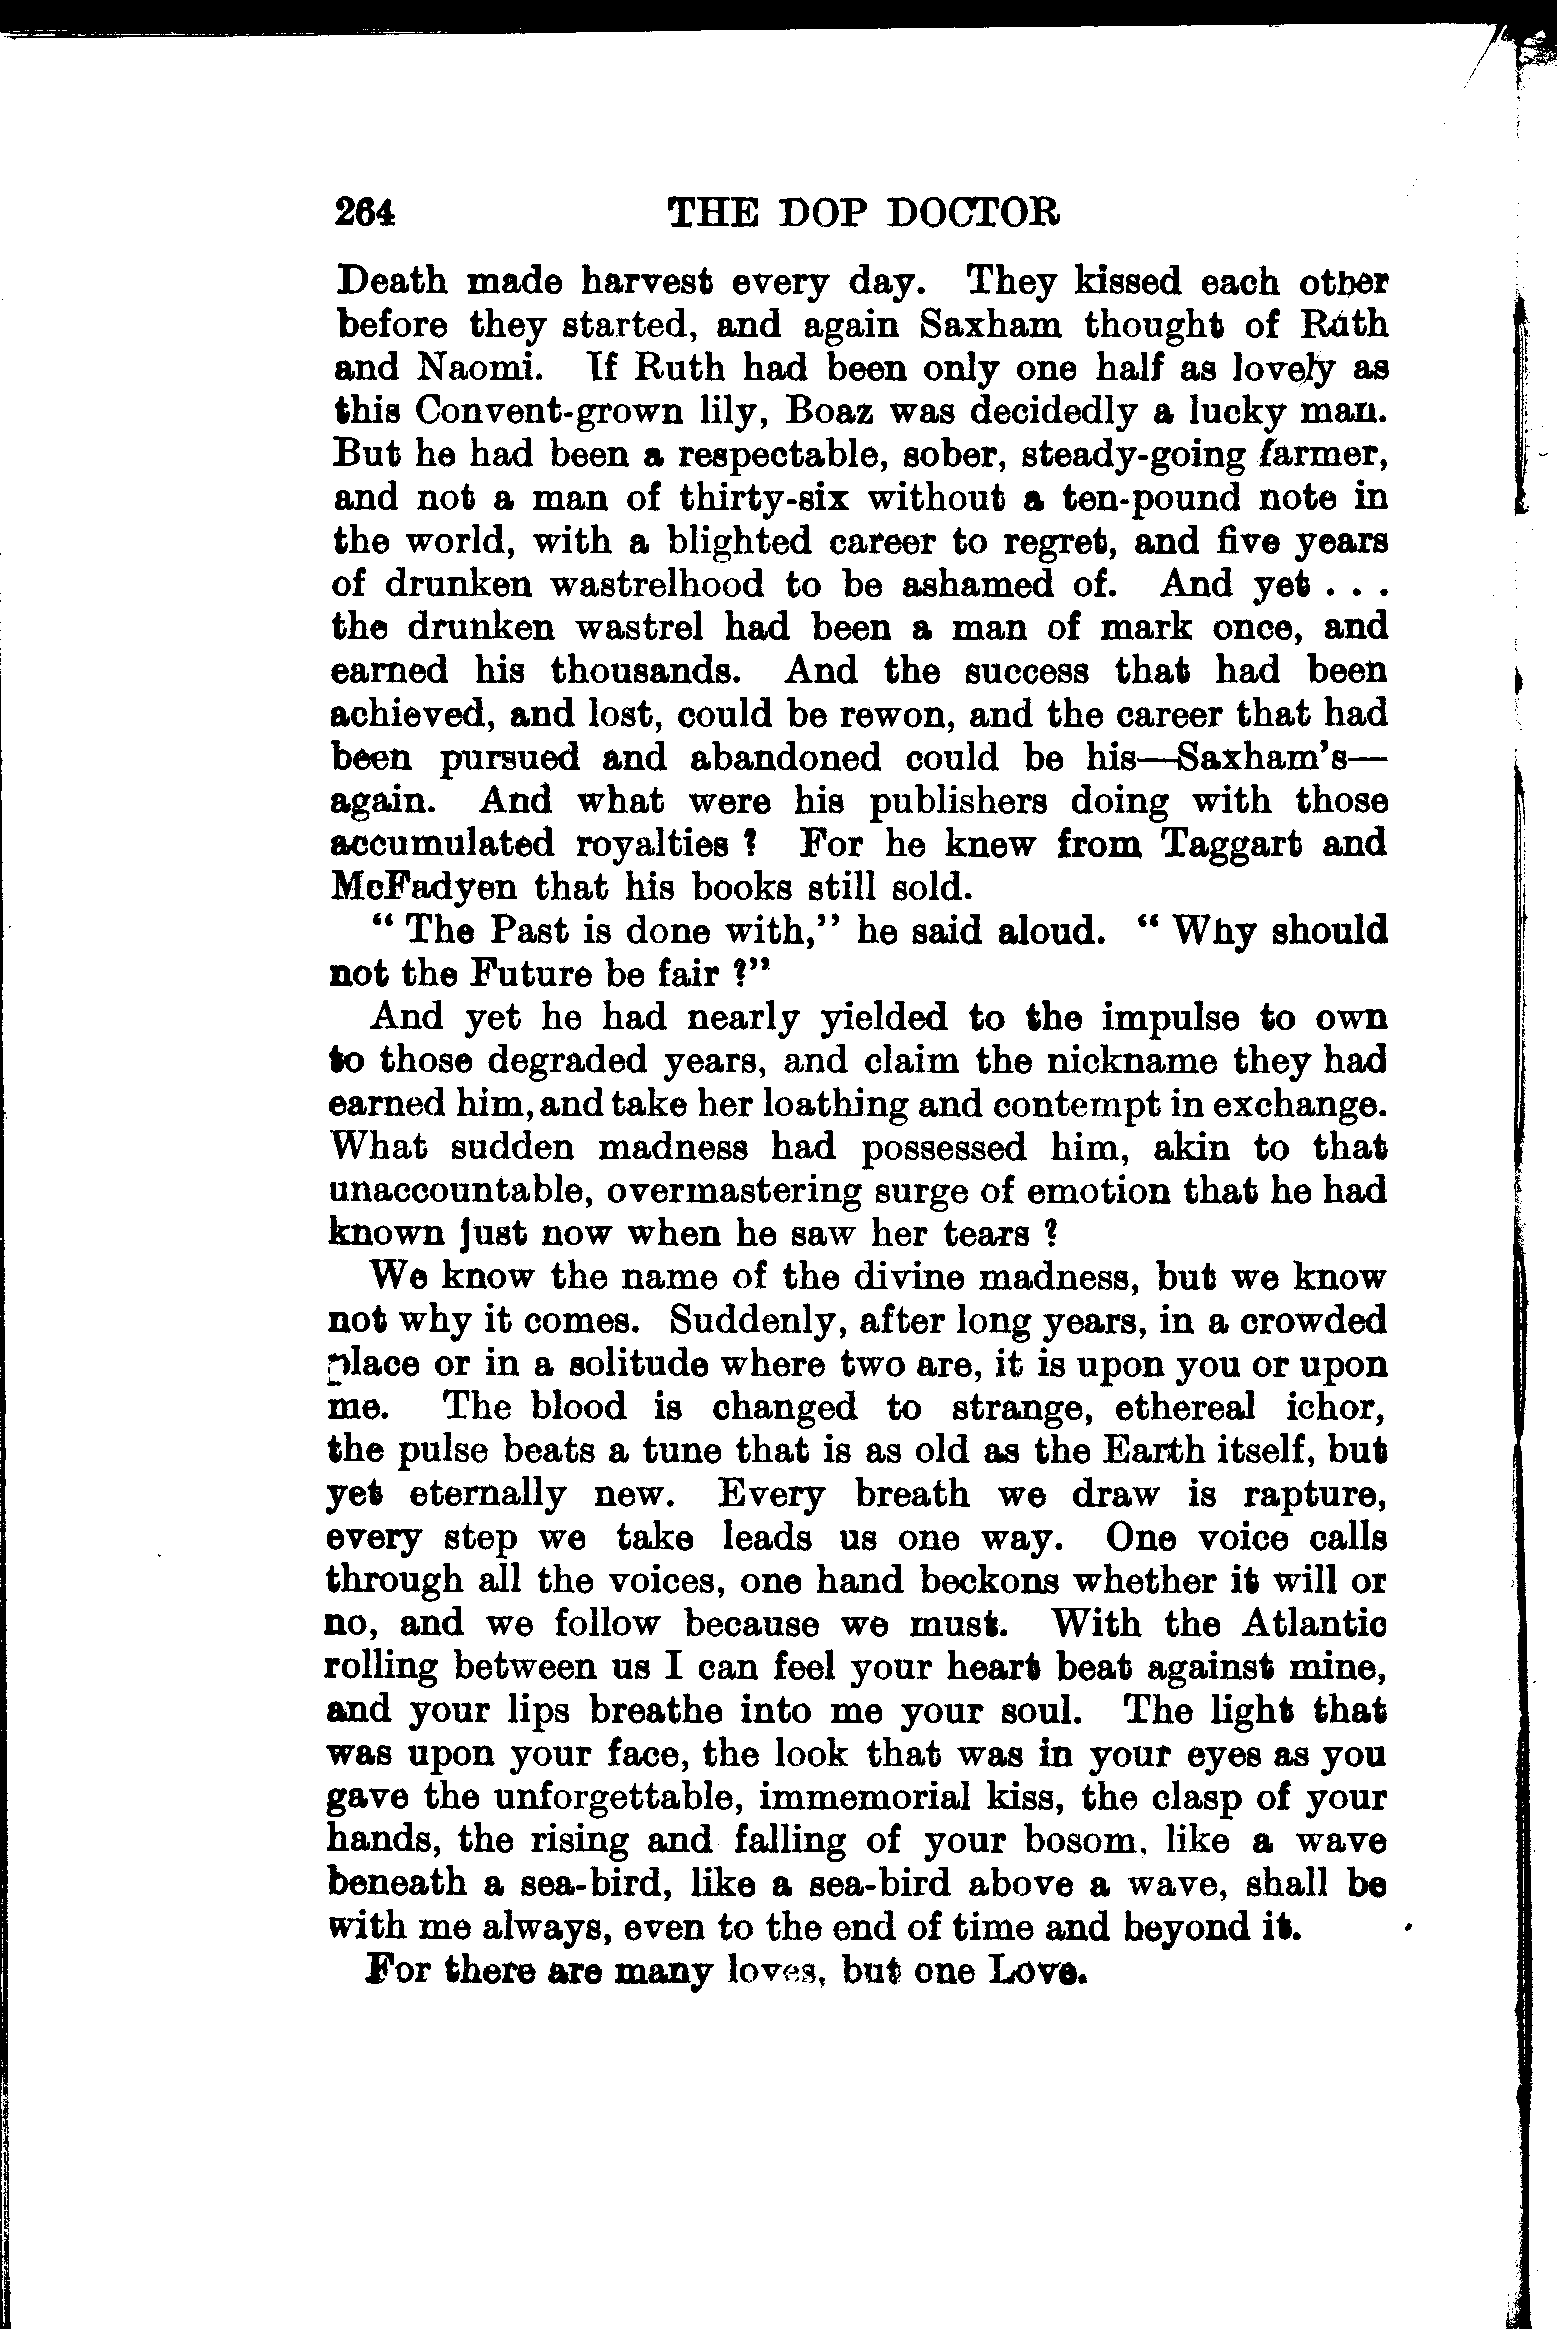 264 THE DOP DOCTOR
Death made harvest every day. They kissed each other
before they started, and again Saxham thought of Ruth
and Naomi. If Ruth had been only one half as lovely as
this Convent-grown lily, Boaz was decidedly a lucky man.
But he had been a respectable, sober, steady-going farmer,
and not a man of thirty-six without a ten-pound note in
the world, with a blighted career to regret, and five years
of drunken wastrelhood to be ashamed of. And yet . . .
the drunken wastrel had been a man of mark once, and
earned his thousands. And the success that had been
achieved, and lost, could be rewon, and the career that had
been pursued and abandoned could be his—Saxham's—
again. And what were his publishers doing with those
accumulated royalties ? For he knew from Taggart and
McFadyen that his books still sold.
“ The Past is done with,” he said aloud. “ Why should
not the Future be fair ?”
And yet he had nearly yielded to the impulse to own
to those degraded years, and claim the nickname they had
earned him, and take her loathing and contempt in exchange.
What sudden madness had possessed him, akin to that
unaccountable, overmastering surge of emotion that he had
known just now when he saw her tears ?
We know the name of the divine madness, but we know
not why it comes. Suddenly, after long years, in a crowded
place or in a solitude where two are, it is upon you or upon
me. The blood is changed to strange, ethereal ichor,
the pulse beats a tune that is as old as the Earth itself, but
yet eternally new. Every breath we draw is rapture,
every step we take leads us one way. One voice calls
through all the voices, one hand beckons whether it will or
no, and we follow because we must. With the Atlantic
rolling between us I can feel your heart beat against mine,
and your lips breathe into me your soul. The light that
was upon your face, the look that was in your eyes as you
gave the unforgettable, immemorial kiss, the clasp of your
hands, the rising and falling of your bosom, like a wave
beneath a sea-bird, like a sea-bird above a wave, shall be
with me always, even to the end of time and beyond it.
For there are many loves, but one Love.